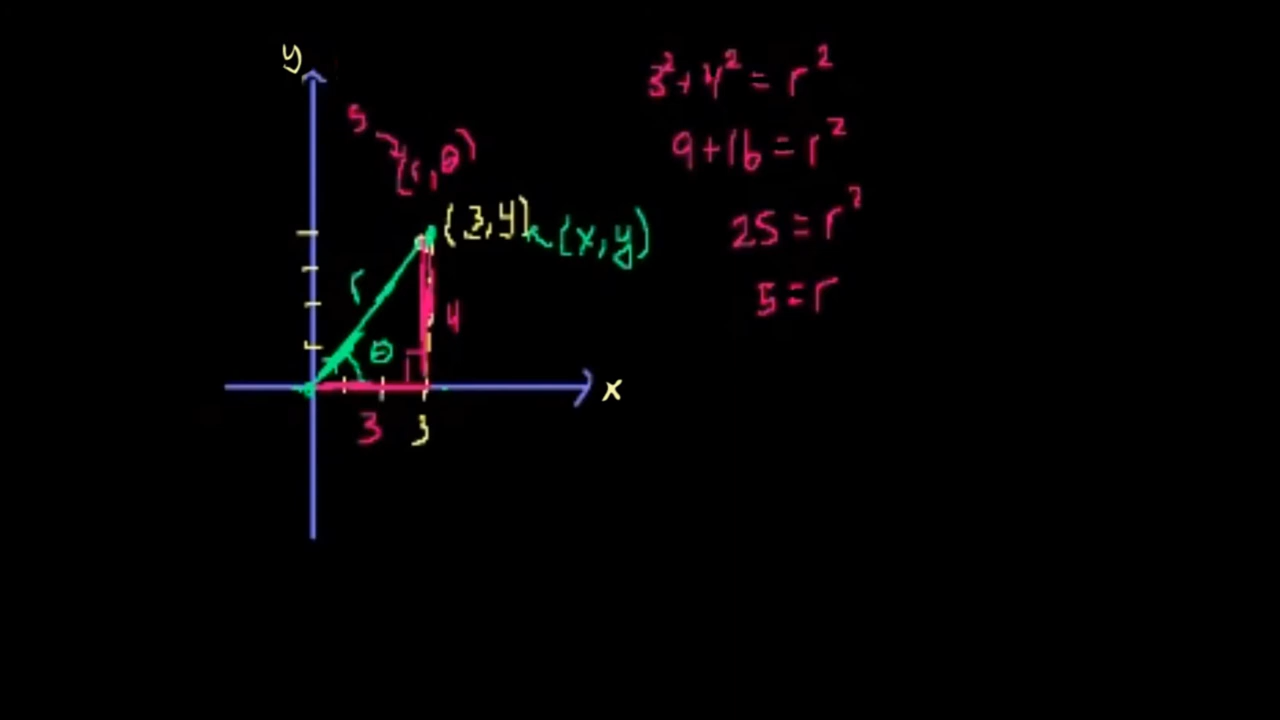 y
3² + 4² = r²
5
(r, θ)
9 + 16 = r²
(3,4)
(x, y)
25 = r²
r
4
5 = r
θ
x
3
3